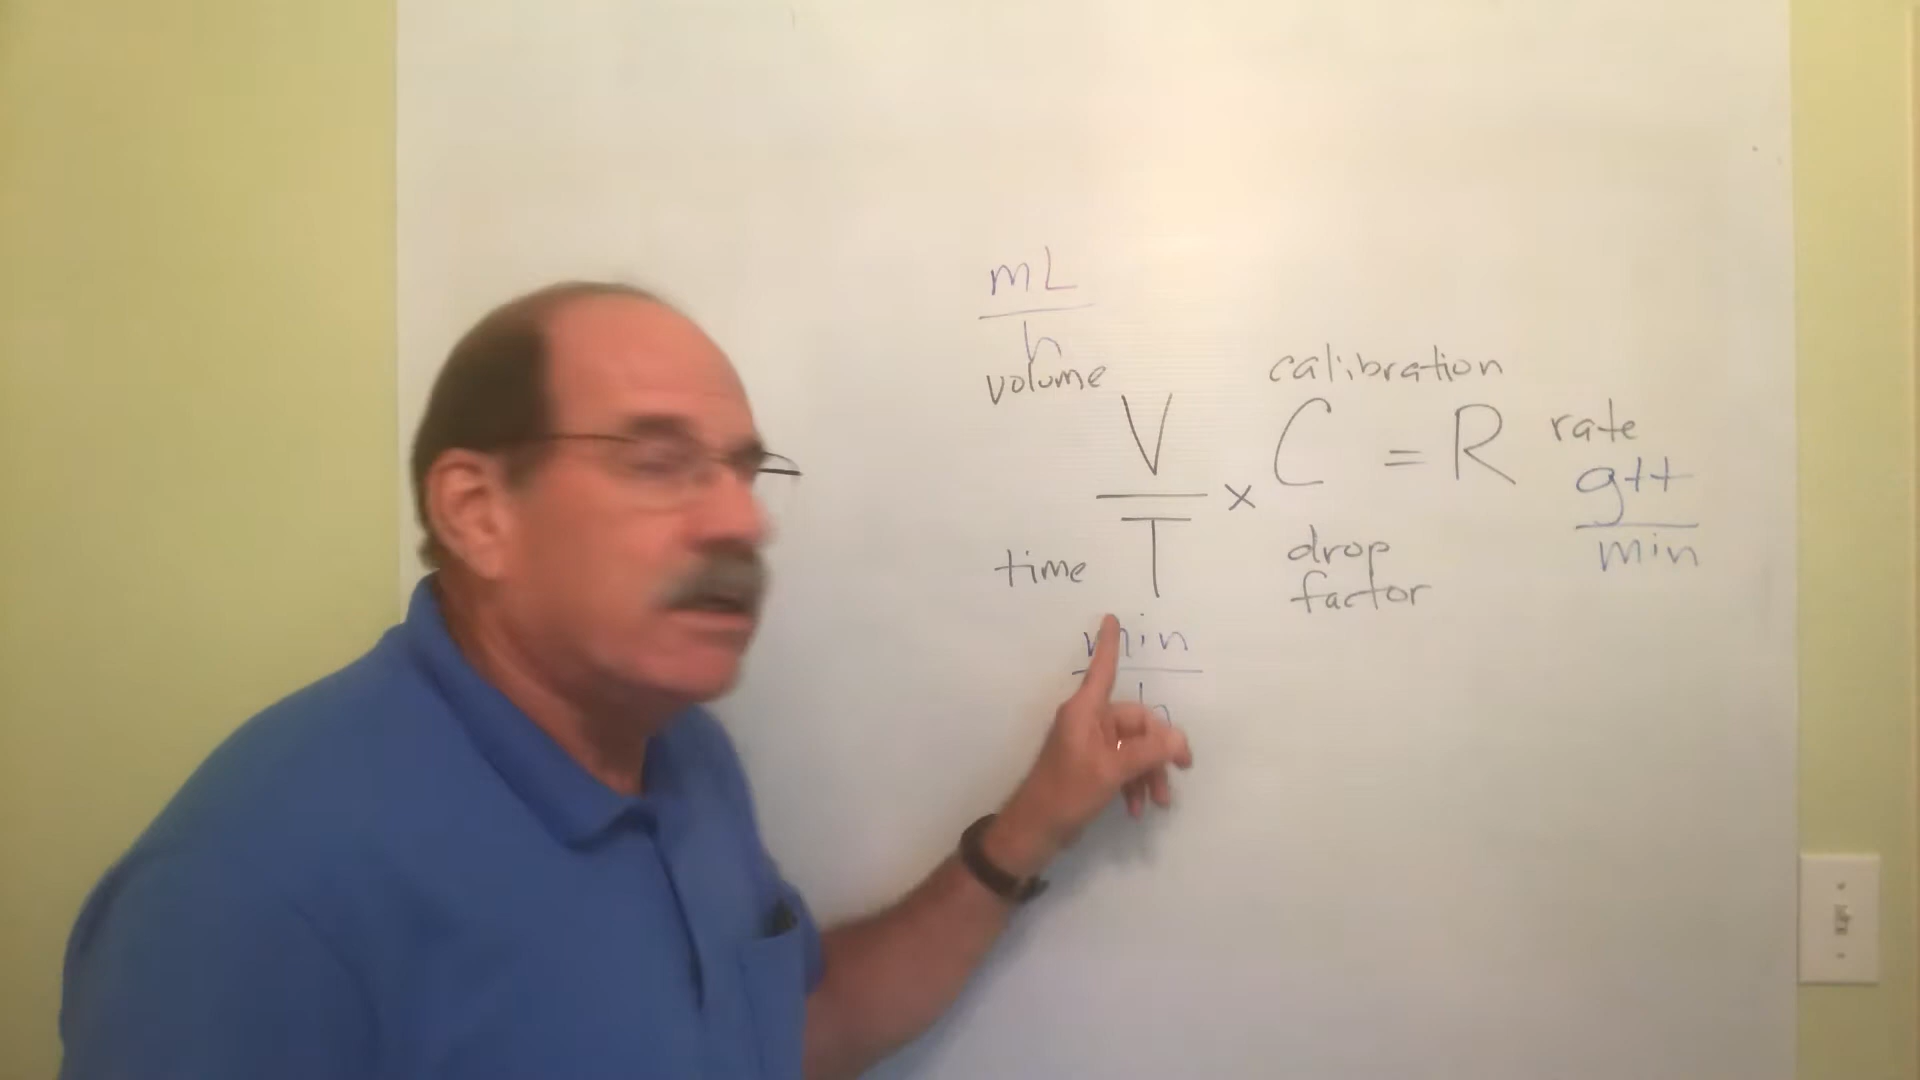 mL
h
volume
calibration
V
T
× C = R rate
gtt
min
time
drop
factor
min
h